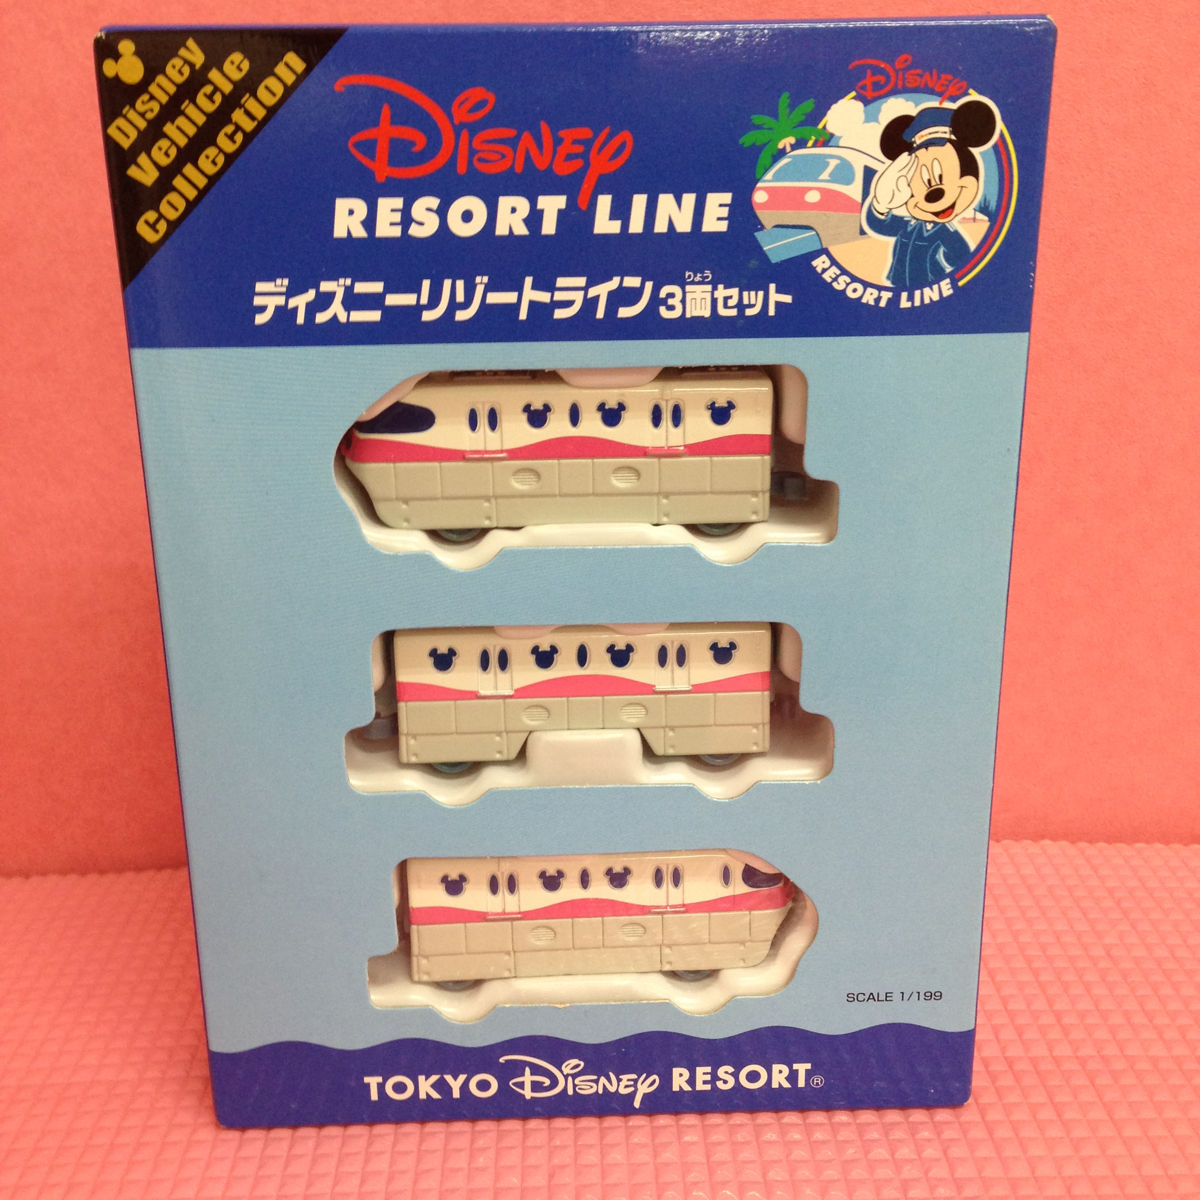 Disney
Vehicle
Collection
Disney
RESORT LINE
Disney
RESORT LINE
りょう
ディズニーリゾートライン 3両セット
SCALE 1/199
TOKYO Disney RESORT®